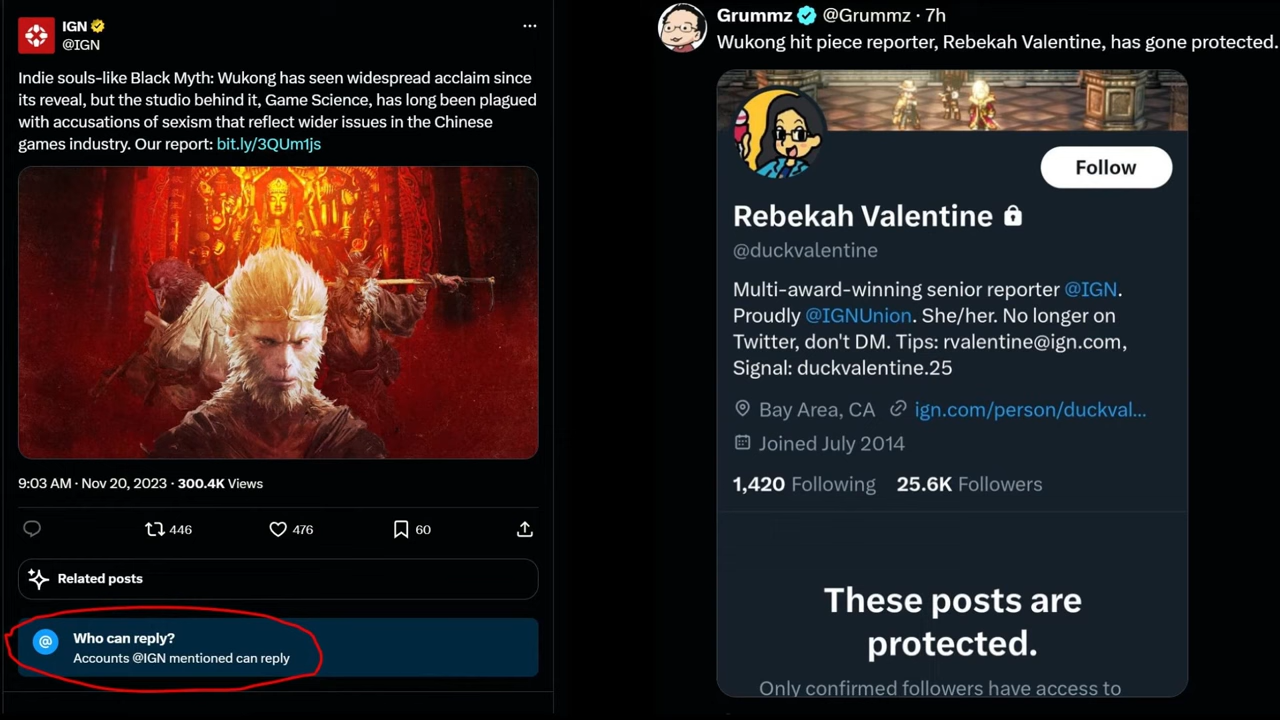 IGN
@IGN
Indie souls-like Black Myth: Wukong has seen widespread acclaim since
its reveal, but the studio behind it, Game Science, has long been plagued
with accusations of sexism that reflect wider issues in the Chinese
games industry. Our report: bit.ly/3QUm1js
9:03 AM · Nov 20, 2023 · 300.4K Views
446 476 60
Related posts
@ Who can reply?
Accounts @IGN mentioned can reply
Grummz @Grummz · 7h
Wukong hit piece reporter, Rebekah Valentine, has gone protected.
Follow
Rebekah Valentine
@duckvalentine
Multi-award-winning senior reporter @IGN.
Proudly @IGNUnion. She/her. No longer on
Twitter, don't DM. Tips: rvalentine@ign.com,
Signal: duckvalentine.25
Bay Area, CA ign.com/person/duckval...
Joined July 2014
1,420 Following 25.6K Followers
These posts are
protected.
Only confirmed followers have access to